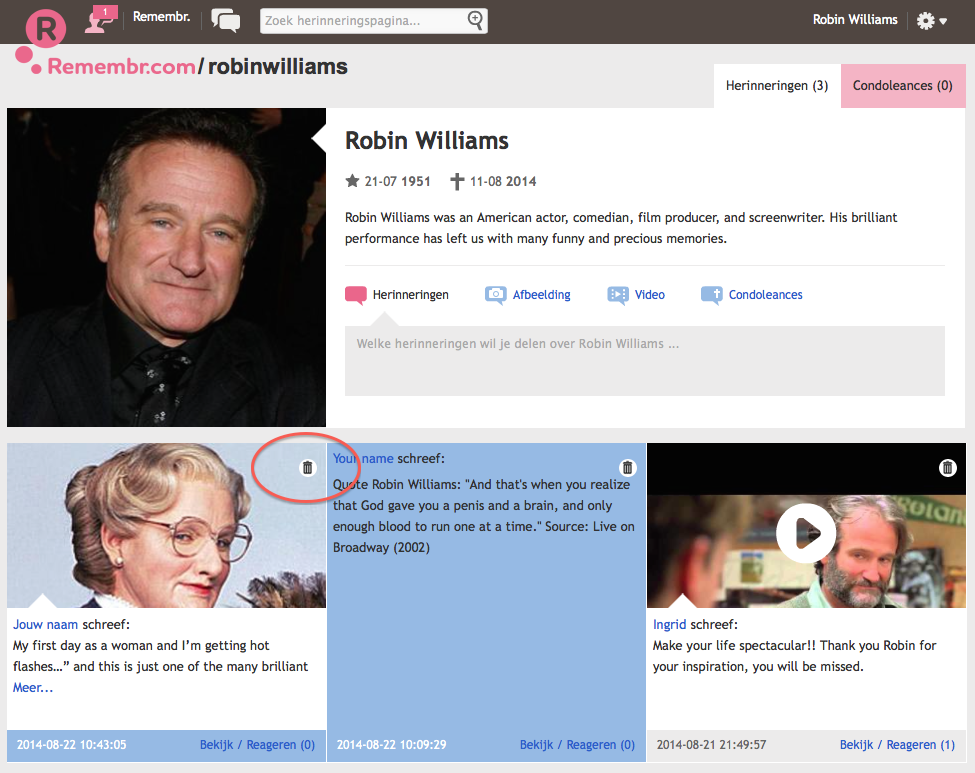 R
1
Remembr.
Zoek herinneringspagina...
Robin Williams
Remembr.com/robinwilliams
Herinneringen (3)
Condoleances (0)
Robin Williams
21-07 1951
11-08 2014
Robin Williams was an American actor, comedian, film producer, and screenwriter. His brilliant
performance has left us with many funny and precious memories.
Herinneringen
Afbeelding
Video
Condoleances
Welke herinneringen wil je delen over Robin Williams ...
Jouw naam schreef:
My first day as a woman and I’m getting hot
flashes…” and this is just one of the many brilliant
Meer...
2014-08-22 10:43:05
Bekijk / Reageren (0)
Your name schreef:
Quote Robin Williams: "And that's when you realize
that God gave you a penis and a brain, and only
enough blood to run one at a time." Source: Live on
Broadway (2002)
2014-08-22 10:09:29
Bekijk / Reageren (0)
Ingrid schreef:
Make your life spectacular!! Thank you Robin for
your inspiration, you will be missed.
2014-08-21 21:49:57
Bekijk / Reageren (1)